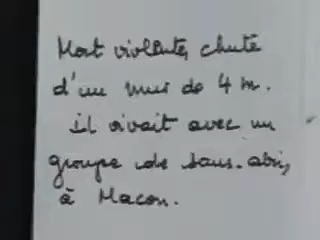 Mort violente, chute
d'un mur de 4 m.
il vivait avec un
groupe de sans-abri,
à Macon.